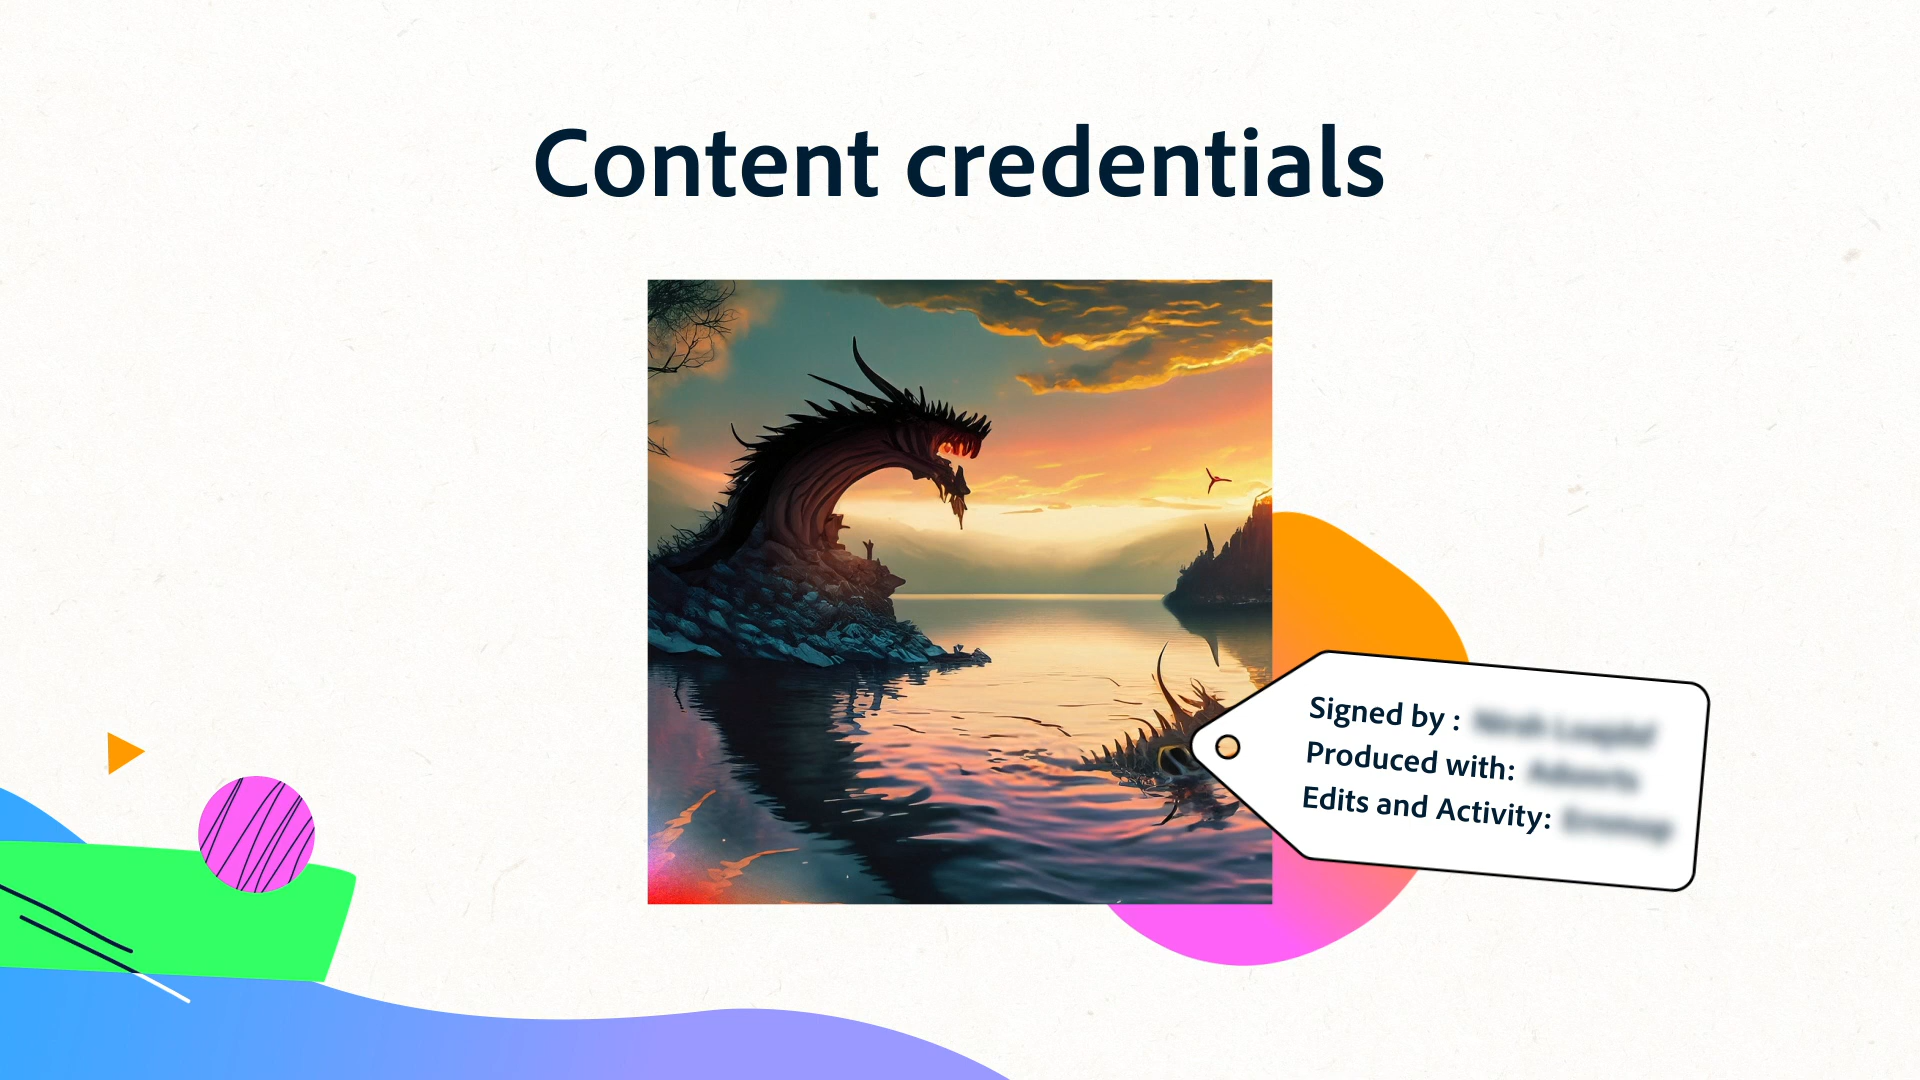 Content credentials
Signed by :
Produced with:
Edits and Activity: